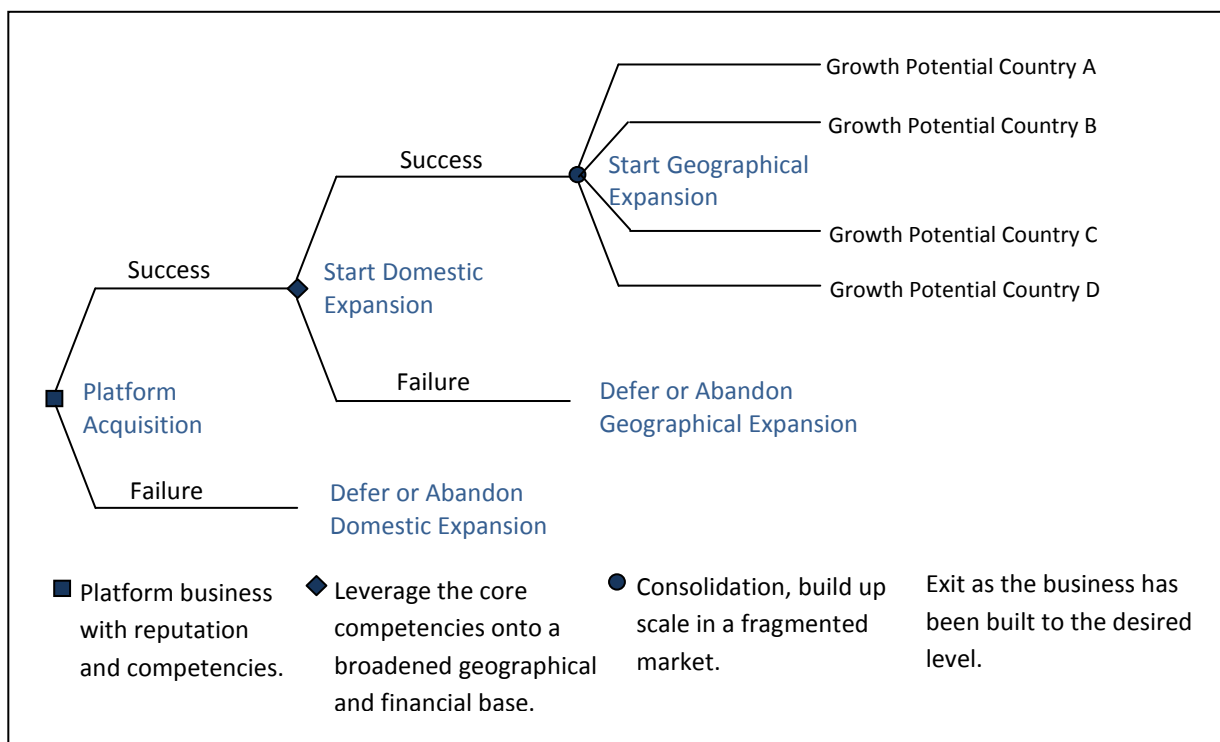 Growth Potential Country A
Growth Potential Country B
Success
Start Geographical
Expansion
Growth Potential Country C
Success
Start Domestic
Expansion
Growth Potential Country D
Failure
Defer or Abandon
Geographical Expansion
Platform
Acquisition
Failure
Defer or Abandon
Domestic Expansion
Platform business
with reputation
and competencies.
Leverage the core
competencies onto a
broadened geographical
and financial base.
Consolidation, build up
scale in a fragmented
market.
Exit as the business has
been built to the desired
level.